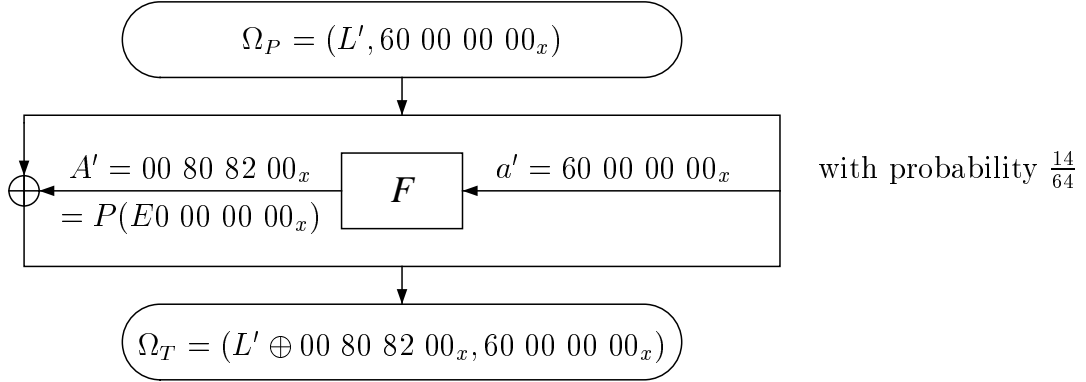 Ω_P = (L′, 60 00 00 00_x)
A′ = 00 80 82 00_x
a′ = 60 00 00 00_x
with probability 14/64
F
= P(E0 00 00 00_x)
Ω_T = (L′ ⊕ 00 80 82 00_x, 60 00 00 00_x)